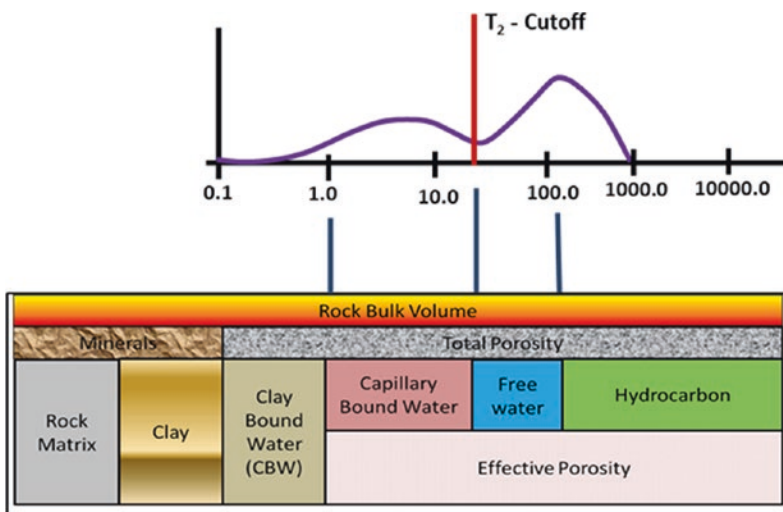 T₂ - Cutoff
0.1 1.0 10.0 100.0 1000.0 10000.0
Rock Bulk Volume
Minerals Total Porosity
Rock
Matrix
Clay
Clay
Bound
Water
(CBW)
Capillary
Bound Water
Free
water
Hydrocarbon
Effective Porosity